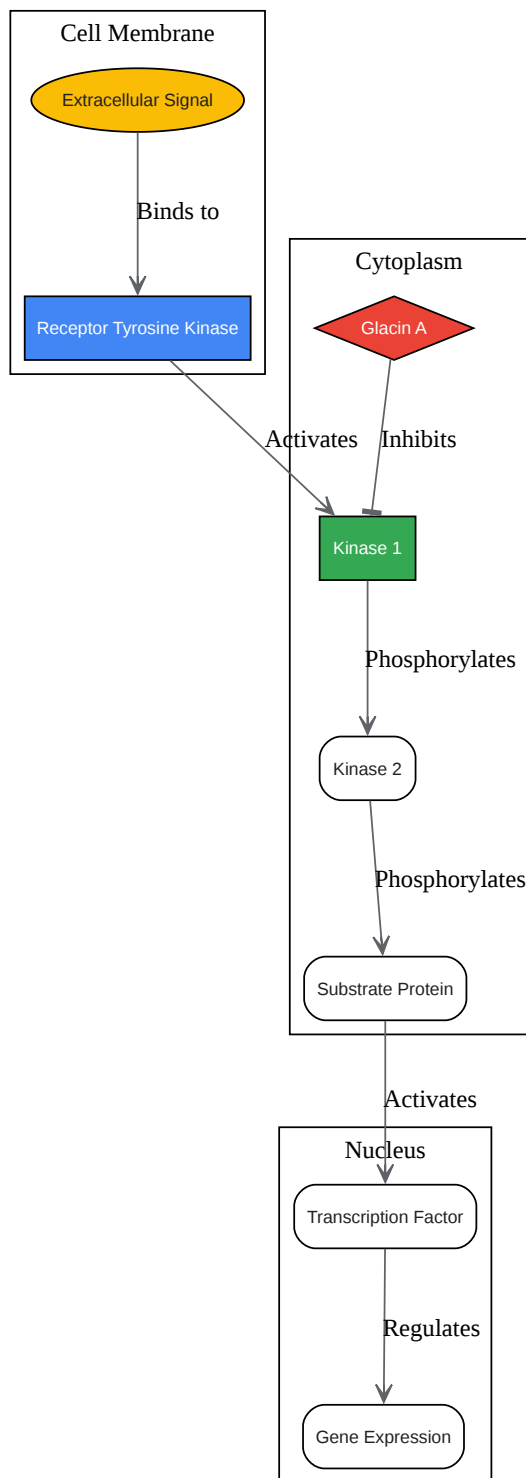 Cell Membrane
Extracellular Signal
Binds to
Receptor Tyrosine Kinase
Cytoplasm
Glacin A
Activates
Inhibits
Kinase 1
Phosphorylates
Kinase 2
Phosphorylates
Substrate Protein
Activates
Nucleus
Transcription Factor
Regulates
Gene Expression